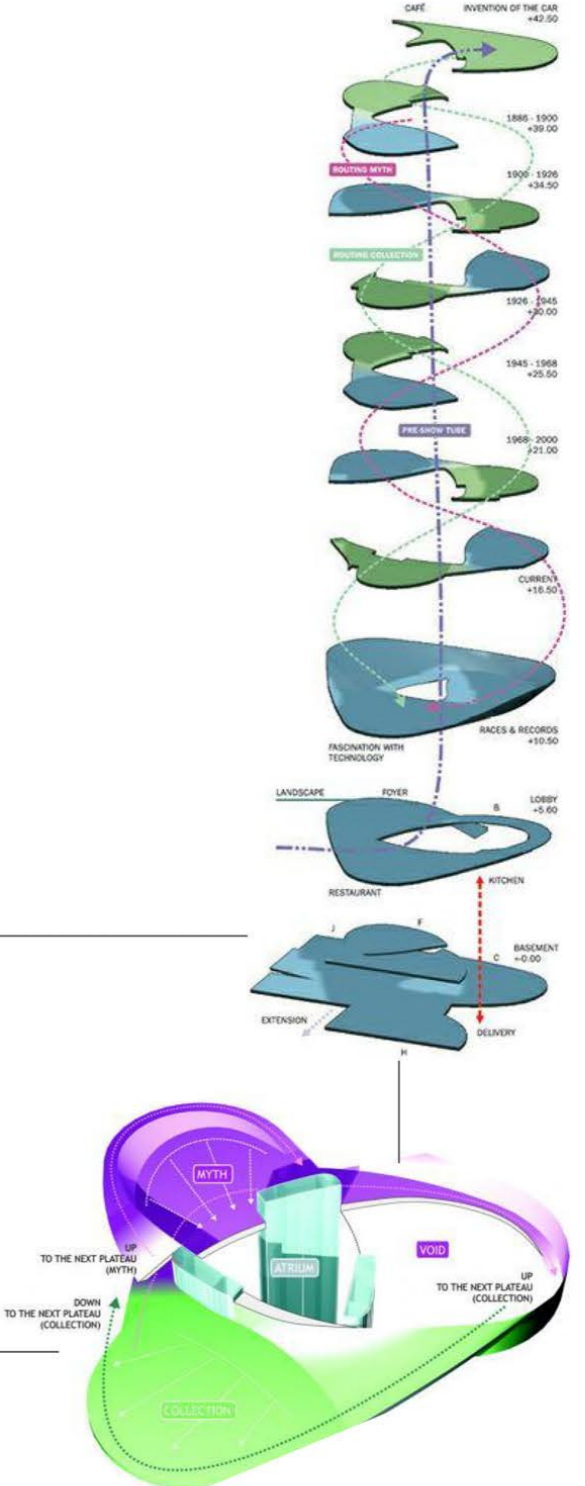 CAFÉ
INVENTION OF THE CAR
+42.50
1886 - 1900
+39.00
ROUTING MYTH
1900 - 1926
+34.50
ROUTING COLLECTION
1926 - 1945
+30.00
1945 - 1968
+25.50
PRE-SHOW TUBE
1968 - 2000
+21.00
CURRENT
+16.50
RACES & RECORDS
+10.50
FASCINATION WITH
TECHNOLOGY
LANDSCAPE
FOYER
B
LOBBY
+5.60
KITCHEN
RESTAURANT
J
F
C
BASEMENT
+-0.00
EXTENSION
DELIVERY
H
MYTH
VOID
UP
TO THE NEXT PLATEAU
(MYTH)
ATRIUM
UP
TO THE NEXT PLATEAU
(COLLECTION)
DOWN
TO THE NEXT PLATEAU
(COLLECTION)
COLLECTION